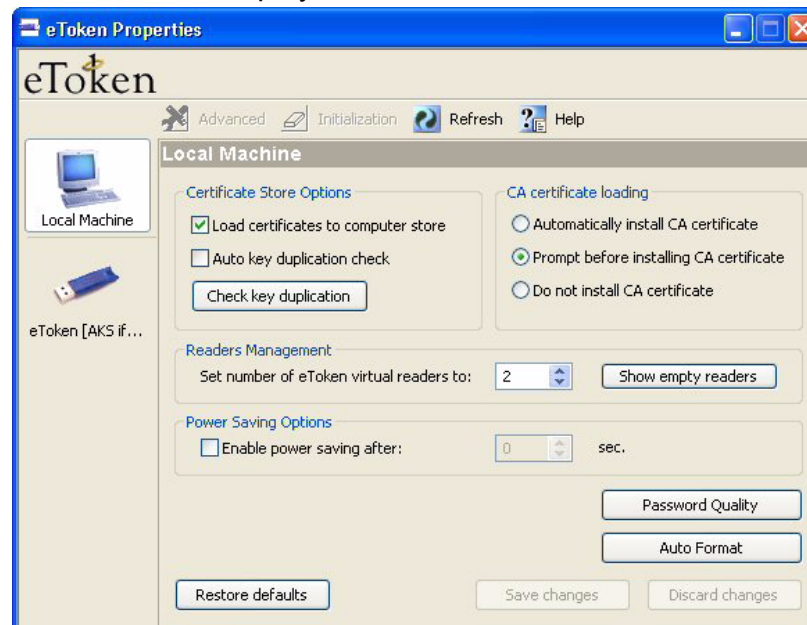 eToken Properties
eToken
Advanced Initialization Refresh Help
Local Machine
Local Machine
eToken [AKS if...
Certificate Store Options
Load certificates to computer store
Auto key duplication check
Check key duplication
CA certificate loading
Automatically install CA certificate
Prompt before installing CA certificate
Do not install CA certificate
Readers Management
Set number of eToken virtual readers to: 2 Show empty readers
Power Saving Options
Enable power saving after: 0 sec.
Password Quality
Auto Format
Restore defaults Save changes Discard changes